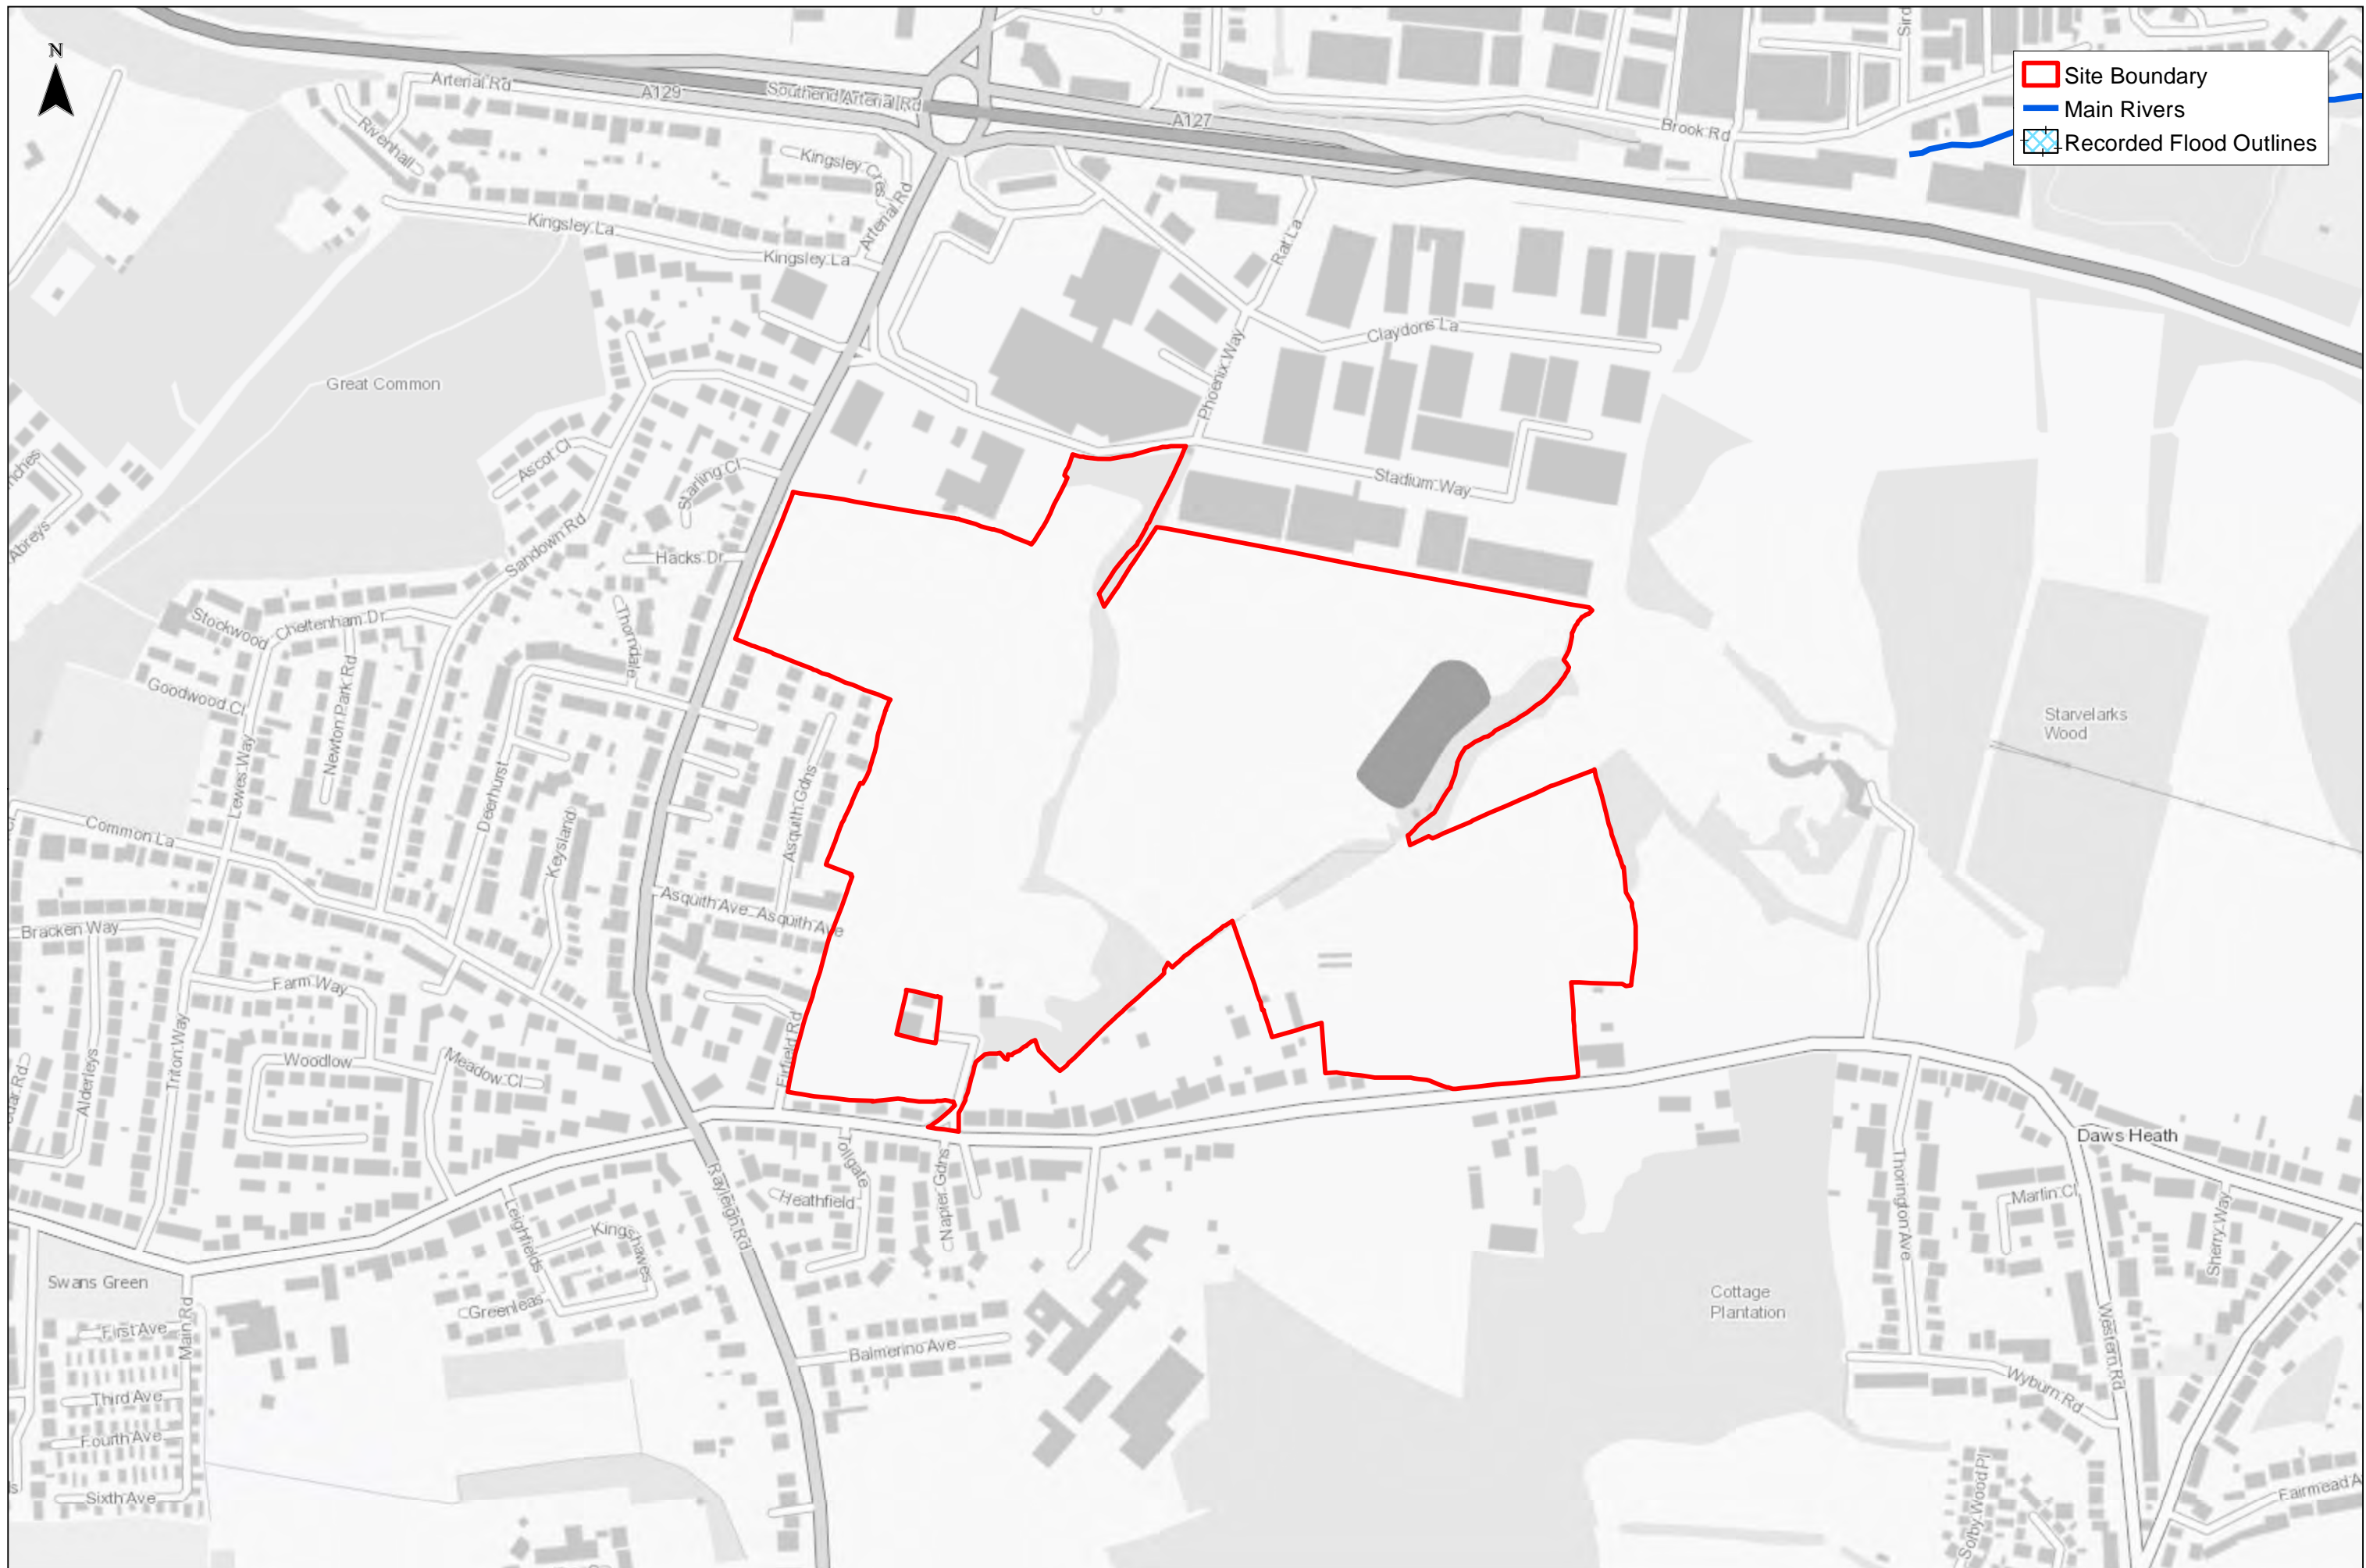 N
Site Boundary
Main Rivers
Recorded Flood Outlines
Arterial Rd
A129
Southend Arterial Rd
A127
Brook Rd
Rivenhall
Kingsley Cres
Arterial Rd
Kingsley La
Kingsley La
Rat La
Claydons La
Phoenix Way
Great Common
Ascot Cl
Starling Cl
Stadium Way
Abreys
Sandown Rd
Hacks Dr
Stockwood
Cheltenham Dr
Thorndale
Goodwood Cl
Newton Park Rd
Lewes Way
Deerhurst
Asquith Gdns
Starvelarks
Wood
Common La
Keysland
Asquith Ave
Asquith Ave
Bracken Way
Farm Way
Triton Way
Alderleys
Woodlow
Meadow Cl
Firfield Rd
Daws Heath
Tollgate
Heathfield
Napier Gdns
Rayleigh Rd
Thorington Ave
Martin Cl
Sherry Way
Leighfields
Kingshawes
Greenleas
Swans Green
Main Rd
First Ave
Third Ave
Fourth Ave
Sixth Ave
Balmerino Ave
Cottage
Plantation
Western Rd
Wyburn Rd
Solby Wood Pl
Fairmead A